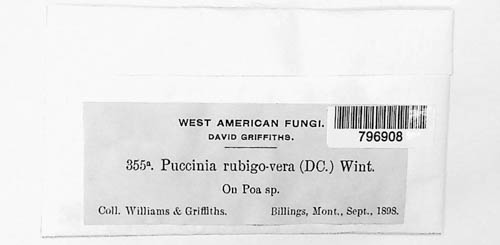 WEST AMERICAN FUNGI.
DAVID GRIFFITHS.
796908
355a. Puccinia rubigo-vera (DC.) Wint.
On Poa sp.
Coll. Williams & Griffiths. Billings, Mont., Sept., 1898.